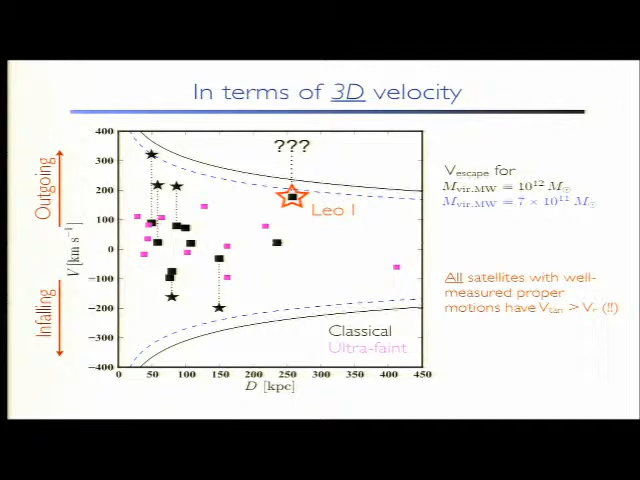 In terms of 3D velocity
Outgoing
Infalling
V [km s⁻¹]
400
300
200
100
0
−100
−200
−300
−400
???
Leo I
Classical
Ultra-faint
0 50 100 150 200 250 300 350 400 450
D [kpc]
Vescape for
Mvir,MW = 10¹² M⊙
Mvir,MW = 7 × 10¹¹ M⊙
All satellites with well-
measured proper
motions have Vtan > Vr (!!)